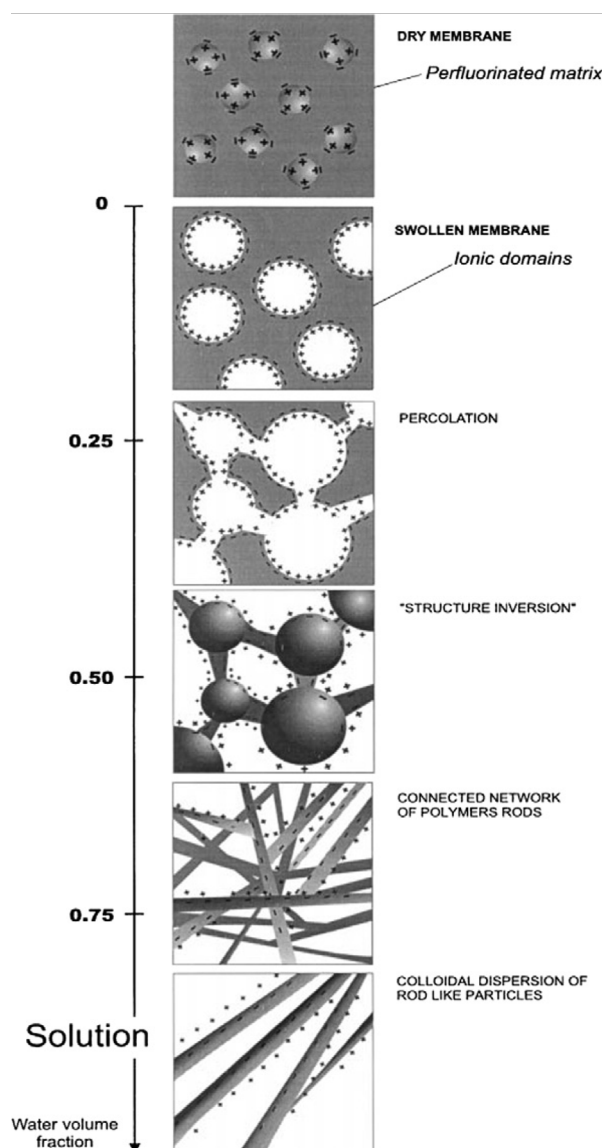 DRY MEMBRANE
Perfluorinated matrix
0
SWOLLEN MEMBRANE
Ionic domains
0.25
PERCOLATION
"STRUCTURE INVERSION"
0.50
CONNECTED NETWORK
OF POLYMERS RODS
0.75
COLLOIDAL DISPERSION OF
ROD LIKE PARTICLES
Solution
Water volume
fraction